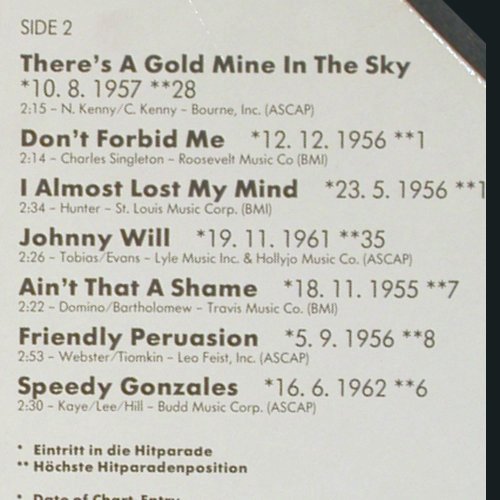 SIDE 2
There's A Gold Mine In The Sky
*10. 8. 1957 **28
2:15 – N. Kenny/C. Kenny – Bourne, Inc. (ASCAP)
Don't Forbid Me *12. 12. 1956 **1
2:14 – Charles Singleton – Roosevelt Music Co (BMI)
I Almost Lost My Mind *23. 5. 1956 **1
2:34 – Hunter – St. Louis Music Corp. (BMI)
Johnny Will *19. 11. 1961 **35
2:26 – Tobias/Evans – Lyle Music Inc. & Hollyjo Music Co. (ASCAP)
Ain't That A Shame *18. 11. 1955 **7
2:22 – Domino/Bartholomew – Travis Music Co. (BMI)
Friendly Peruasion *5. 9. 1956 **8
2:53 – Webster/Tiomkin – Leo Feist, Inc. (ASCAP)
Speedy Gonzales *16. 6. 1962 **6
2:30 – Kaye/Lee/Hill – Budd Music Corp. (ASCAP)
* Eintritt in die Hitparade
** Höchste Hitparadenposition
* Date of Chart Entry